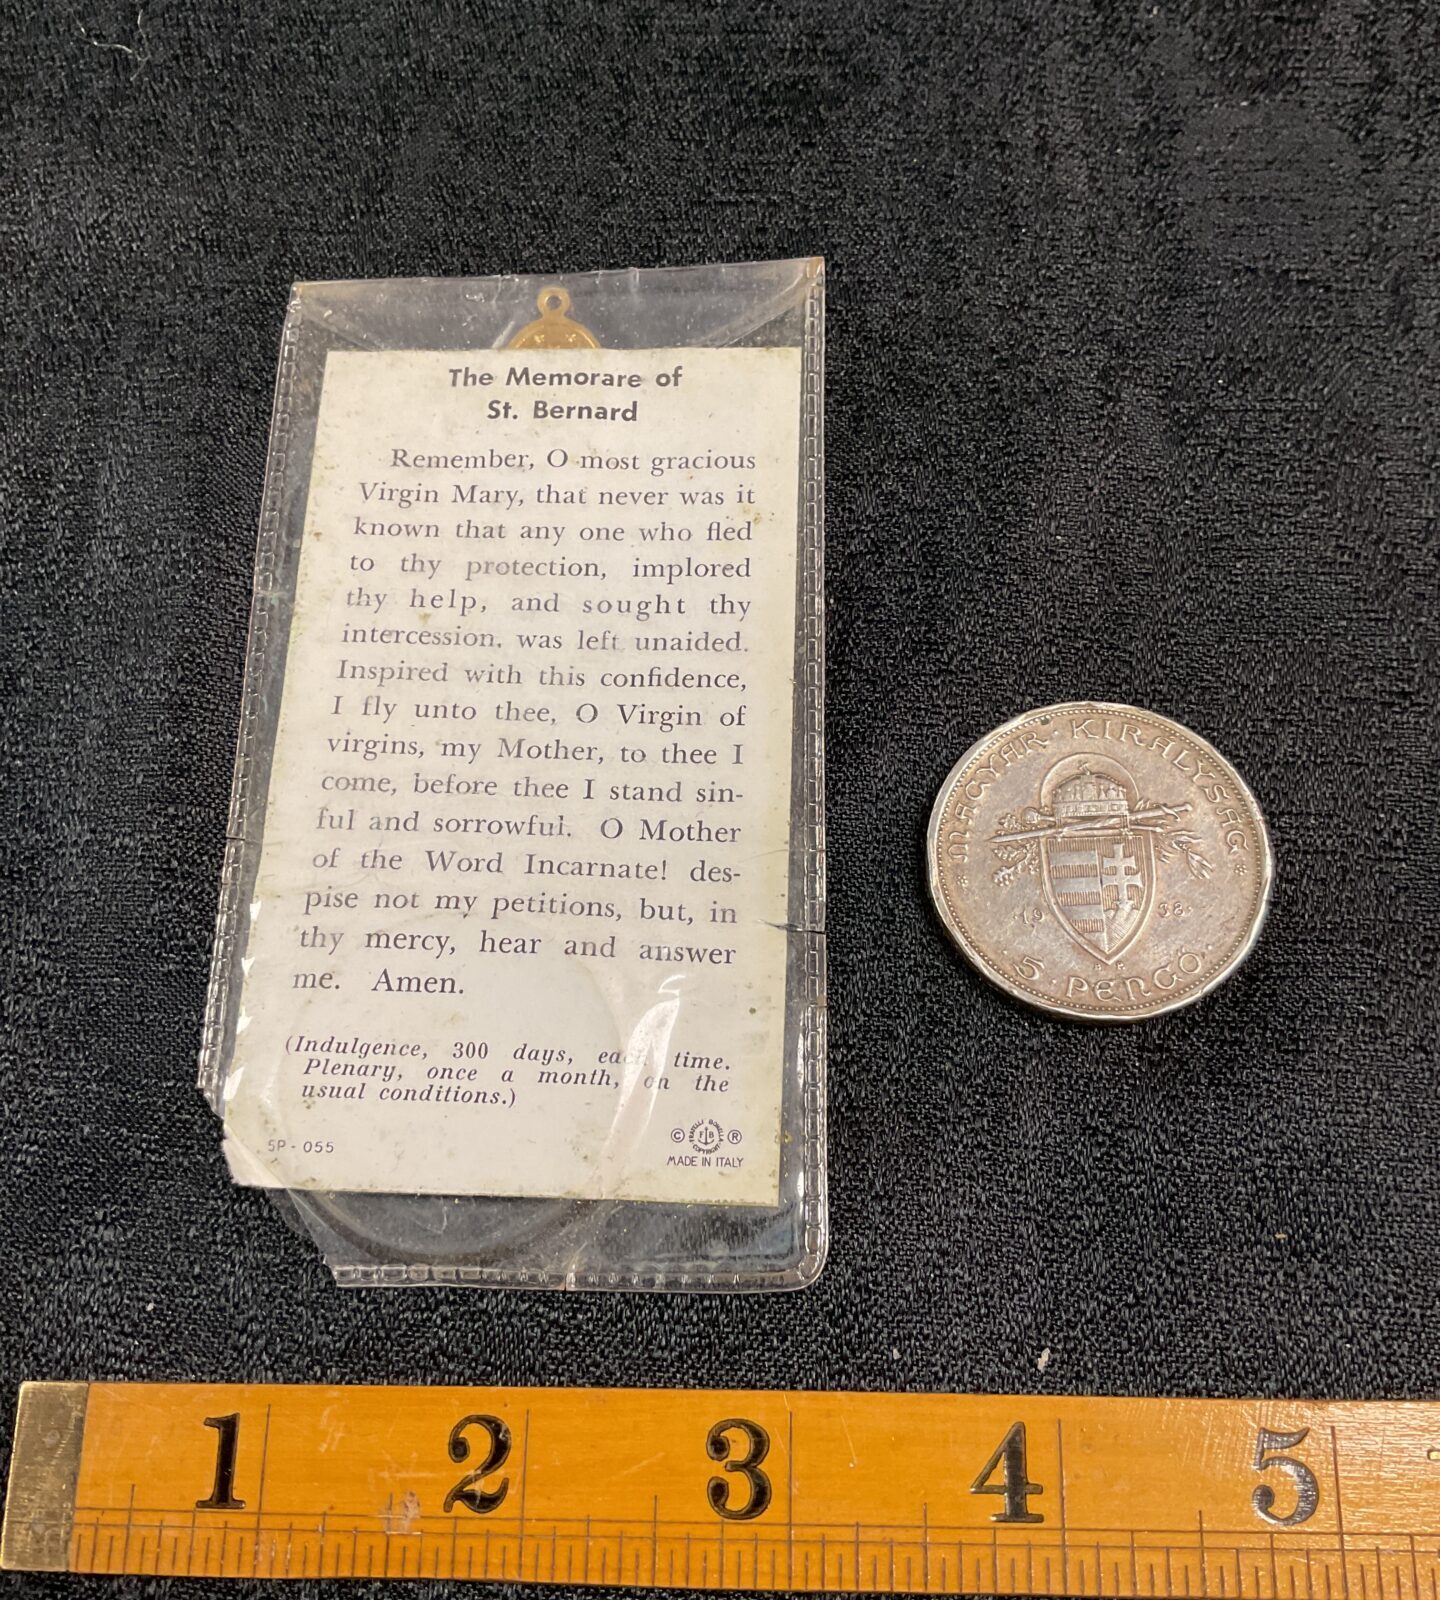 The Memorare of
St. Bernard
Remember, O most gracious
Virgin Mary, that never was it
known that any one who fled
to thy protection, implored
thy help, and sought thy
intercession, was left unaided.
Inspired with this confidence,
I fly unto thee, O Virgin of
virgins, my Mother, to thee I
come, before thee I stand sin-
ful and sorrowful. O Mother
of the Word Incarnate! des-
pise not my petitions, but, in
thy mercy, hear and answer
me. Amen.
(Indulgence, 300 days, each time.
Plenary, once a month, on the
usual conditions.)
SP-055
© FRATELLI BONELLA COPYRIGHT FB ®
MADE IN ITALY
MAGYAR · KIRÁLYSÁG
19 38
5 PENGŐ
1 2 3 4 5